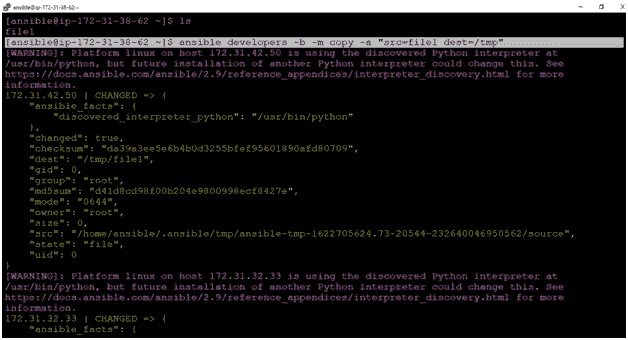 ansible@ip-172-31-38-62:~
[ansible@ip-172-31-38-62 ~]$ ls
file1
[ansible@ip-172-31-38-62 ~]$ ansible developers -b -m copy -a "src=file1 dest=/tmp"
[WARNING]: Platform linux on host 172.31.42.50 is using the discovered Python interpreter at
/usr/bin/python, but future installation of another Python interpreter could change this. See
https://docs.ansible.com/ansible/2.9/reference_appendices/interpreter_discovery.html for more
information.
172.31.42.50 | CHANGED => {
    "ansible_facts": {
        "discovered_interpreter_python": "/usr/bin/python"
    },
    "changed": true,
    "checksum": "da39a3ee5e6b4b0d3255bfef95601890afd80709",
    "dest": "/tmp/file1",
    "gid": 0,
    "group": "root",
    "md5sum": "d41d8cd98f00b204e9800998ecf8427e",
    "mode": "0644",
    "owner": "root",
    "size": 0,
    "src": "/home/ansible/.ansible/tmp/ansible-tmp-1622705624.73-20544-232640046950562/source",
    "state": "file",
    "uid": 0
}
[WARNING]: Platform linux on host 172.31.32.33 is using the discovered Python interpreter at
/usr/bin/python, but future installation of another Python interpreter could change this. See
https://docs.ansible.com/ansible/2.9/reference_appendices/interpreter_discovery.html for more
information.
172.31.32.33 | CHANGED => {
    "ansible_facts": {